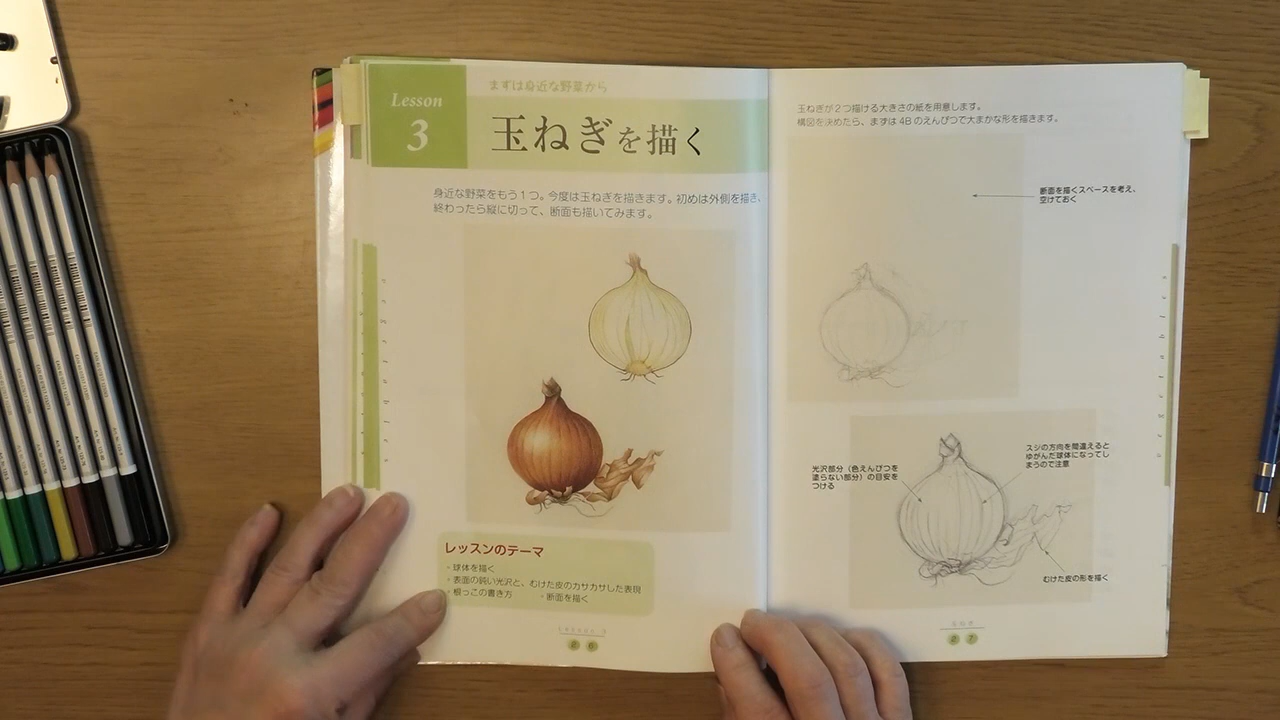 Lesson
3
まずは身近な野菜から
玉ねぎを描く
身近な野菜をもう1つ。今度は玉ねぎを描きます。初めは外側を描き、
終わったら縦に切って、断面も描いてみます。
レッスンのテーマ
・球体を描く
・表面の鈍い光沢と、むけた皮のカサカサした表現
・根っこの書き方　・断面を描く
Lesson 3
26
玉ねぎが2つ描ける大きさの紙を用意します。
構図を決めたら、まずは4Bのえんぴつで大まかな形を描きます。
断面を描くスペースを考え、
空けておく
光沢部分（色えんぴつを
塗らない部分）の目安を
つける
スジの方向を間違えると
ゆがんだ球体になってし
まうので注意
むけた皮の形を描く
27